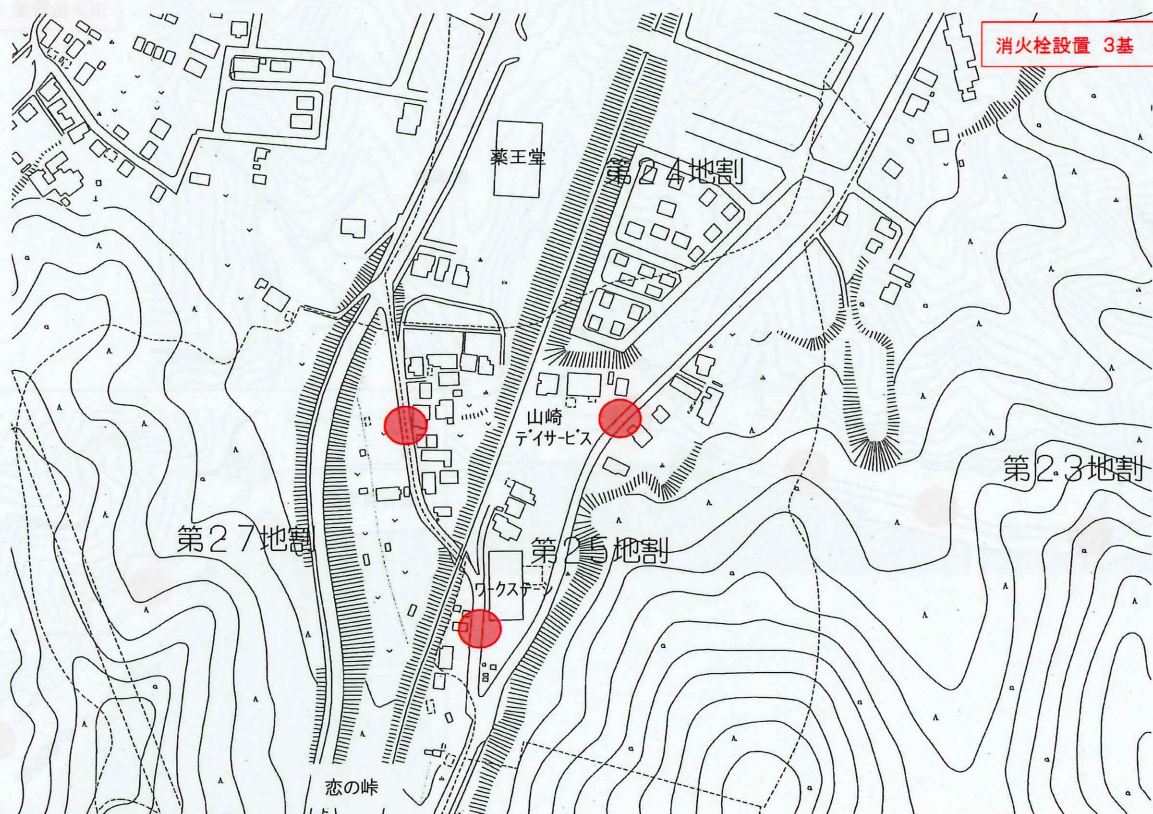 消火栓設置 3基
薬王堂
第24地割
山崎
デイサービス
第23地割
第27地割
第25地割
ワークステーン
恋の峠